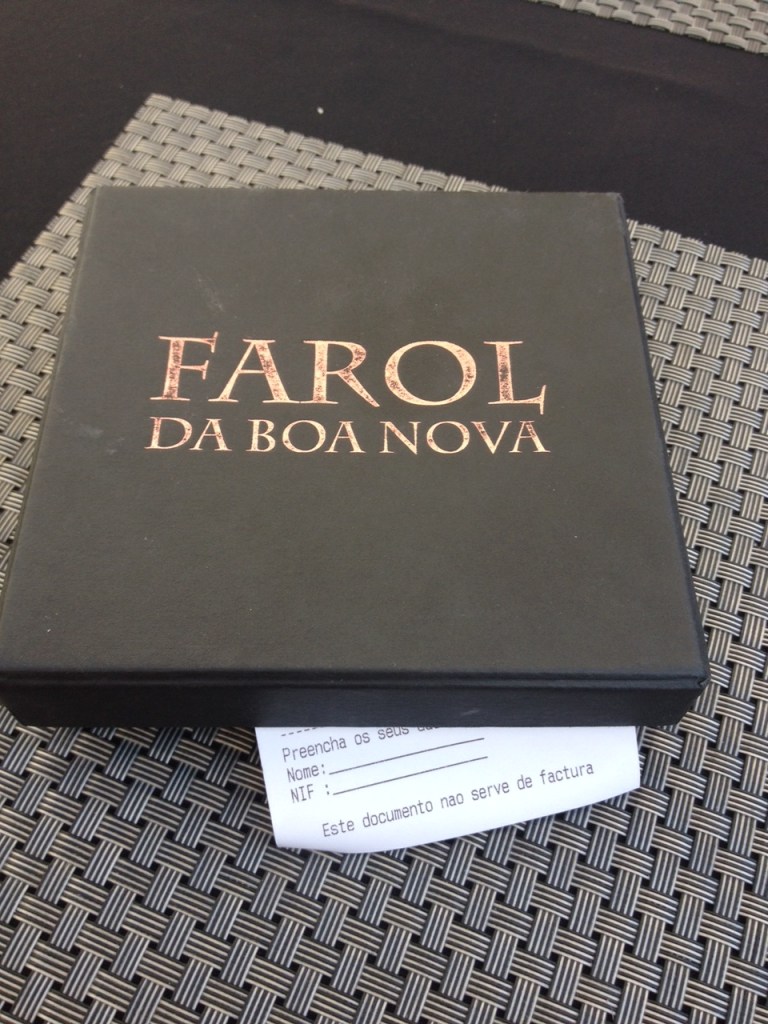 FAROL
DA BOA NOVA
Preencha os seus
Nome:
NIF :
Este documento nao serve de factura